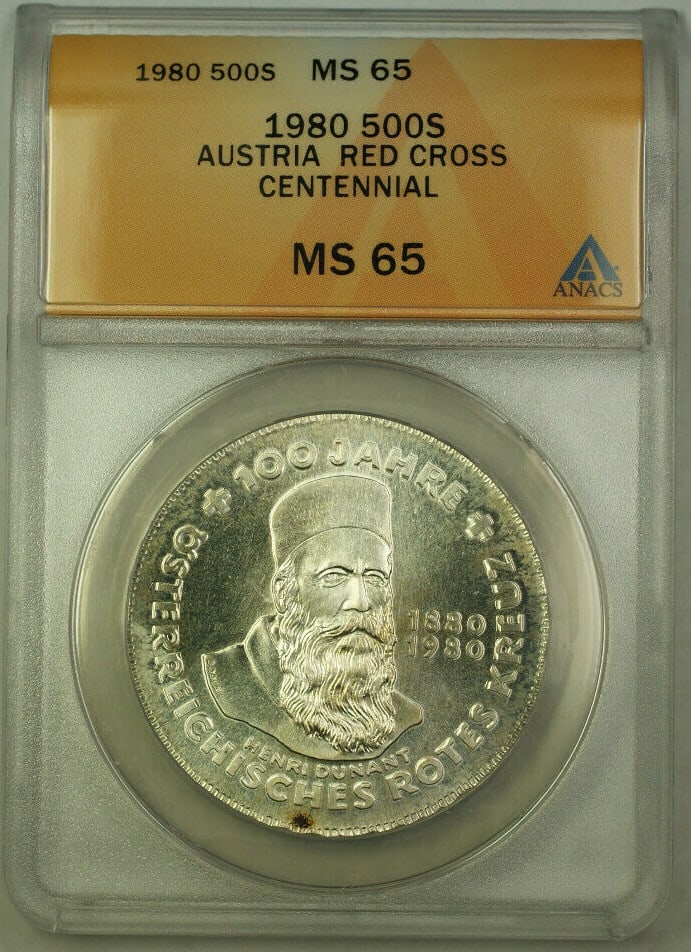 1980 500S MS 65
1980 500S
AUSTRIA RED CROSS
CENTENNIAL
MS 65
ANACS
100 JAHRE
ÖSTERREICHISCHES ROTES KREUZ
1880
1980
HENRI DUNANT